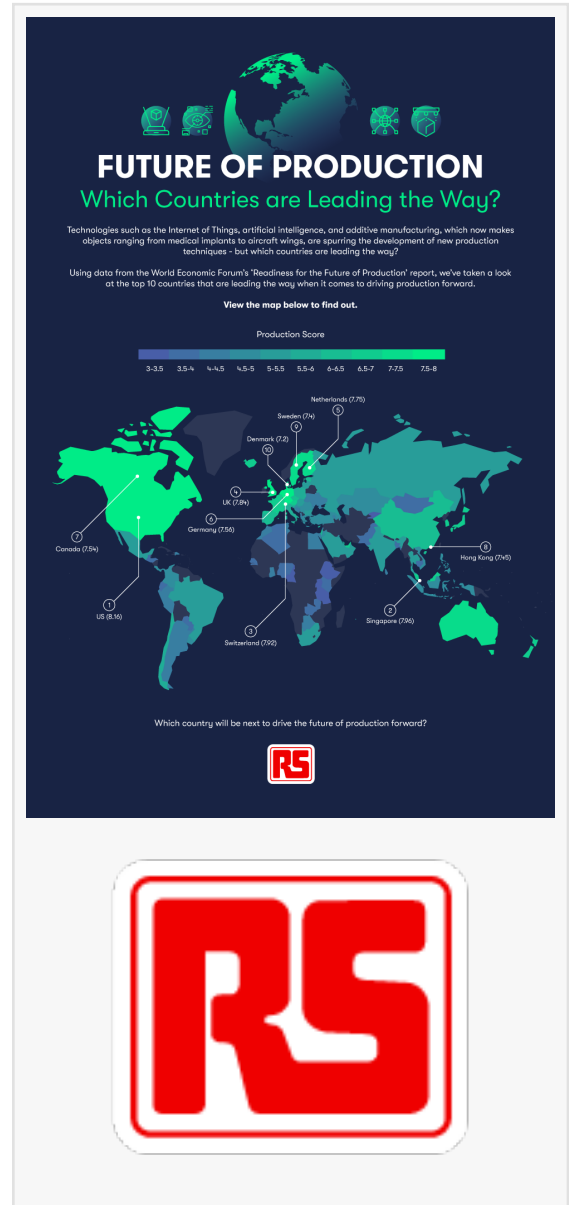 FUTURE OF PRODUCTION
Which Countries are Leading the Way?
Technologies such as the Internet of Things, artificial intelligence, and additive manufacturing, which now makes
objects ranging from medical implants to aircraft wings, are spurring the development of new production
techniques - but which countries are leading the way?
Using data from the World Economic Forum's 'Readiness for the Future of Production' report, we've taken a look
at the top 10 countries that are leading the way when it comes to driving production forward.
View the map below to find out.
Production Score
3-3.5 3.5-4 4-4.5 4.5-5 5-5.5 5.5-6 6-6.5 6.5-7 7-7.5 7.5-8
Netherlands (7.75)
5
Sweden (7.4)
9
Denmark (7.2)
10
4
UK (7.84)
6
Germany (7.56)
7
Canada (7.54)
8
Hong Kong (7.45)
1
US (8.16)
2
Singapore (7.96)
3
Switzerland (7.92)
Which country will be next to drive the future of production forward?
RS
RS